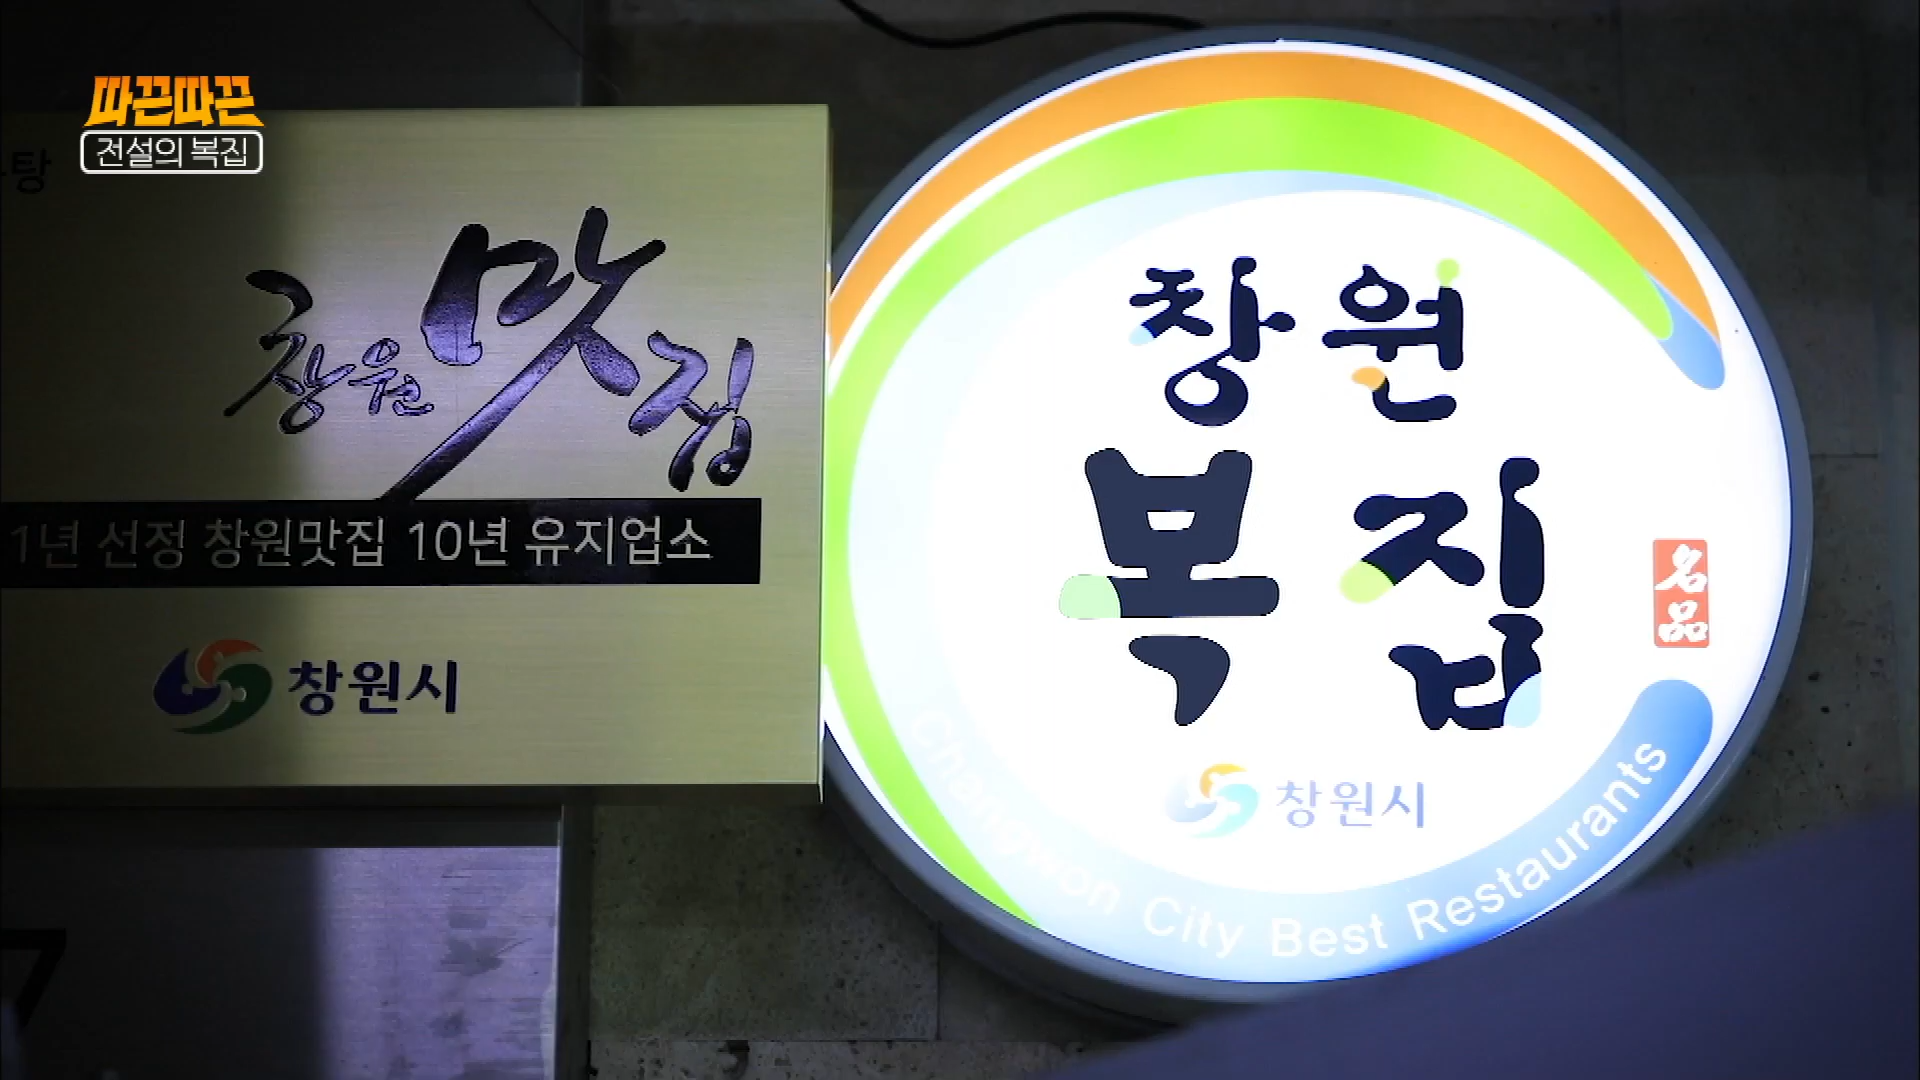 따끈따끈
전설의 복집
탕
창원맛집
1년 선정 창원맛집 10년 유지업소
창원시
창원
복집
名品
창원시
Changwon City Best Restaurants